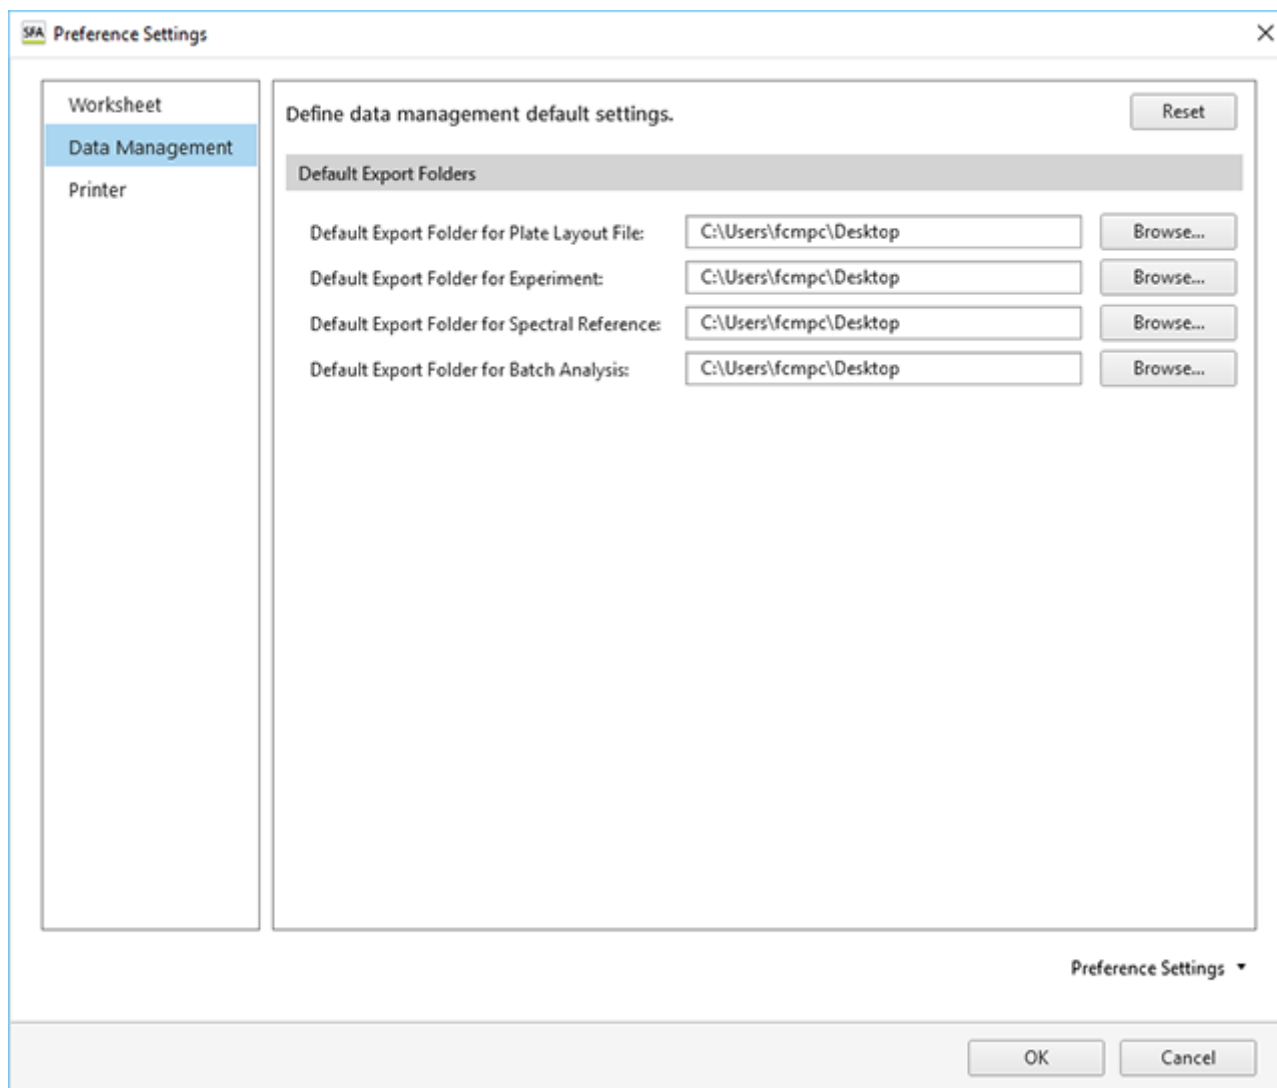 SFA Preference Settings
Worksheet
Data Management
Printer
Define data management default settings.
Reset
Default Export Folders
Default Export Folder for Plate Layout File: C:\Users\fcmpc\Desktop Browse...
Default Export Folder for Experiment: C:\Users\fcmpc\Desktop Browse...
Default Export Folder for Spectral Reference: C:\Users\fcmpc\Desktop Browse...
Default Export Folder for Batch Analysis: C:\Users\fcmpc\Desktop Browse...
Preference Settings
OK Cancel